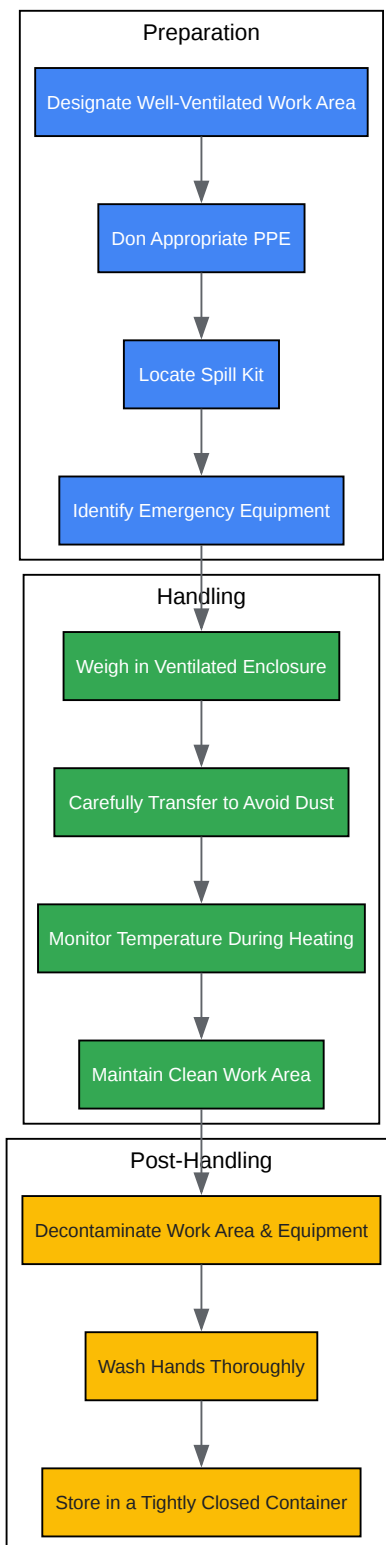 Preparation
Designate Well-Ventilated Work Area
Don Appropriate PPE
Locate Spill Kit
Identify Emergency Equipment
Handling
Weigh in Ventilated Enclosure
Carefully Transfer to Avoid Dust
Monitor Temperature During Heating
Maintain Clean Work Area
Post-Handling
Decontaminate Work Area & Equipment
Wash Hands Thoroughly
Store in a Tightly Closed Container